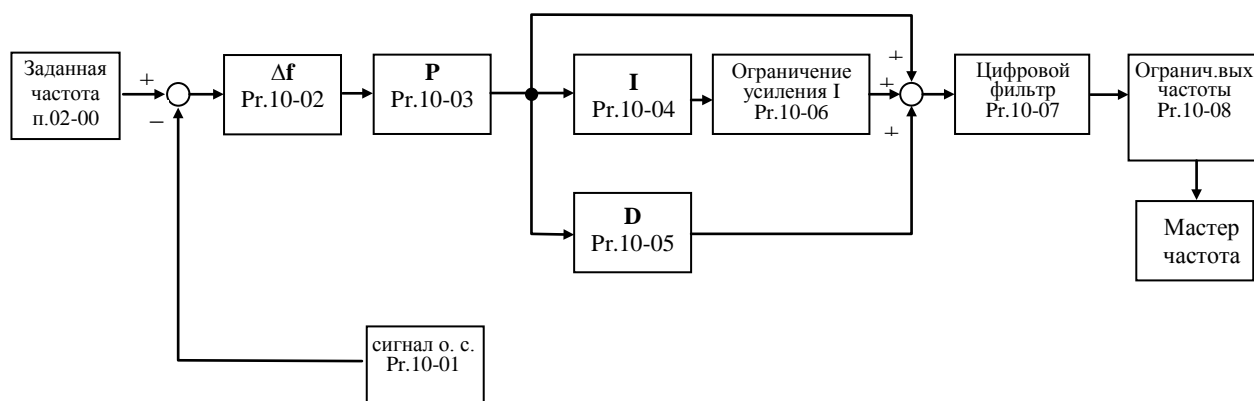 Заданная
частота
п.02-00
+
−
Δf
Pr.10-02
P
Pr.10-03
I
Pr.10-04
Ограничение
усиления I
Pr.10-06
D
Pr.10-05
+
+
+
Цифровой
фильтр
Pr.10-07
Огранич.вых
частоты
Pr.10-08
Мастер
частота
сигнал о. с.
Pr.10-01